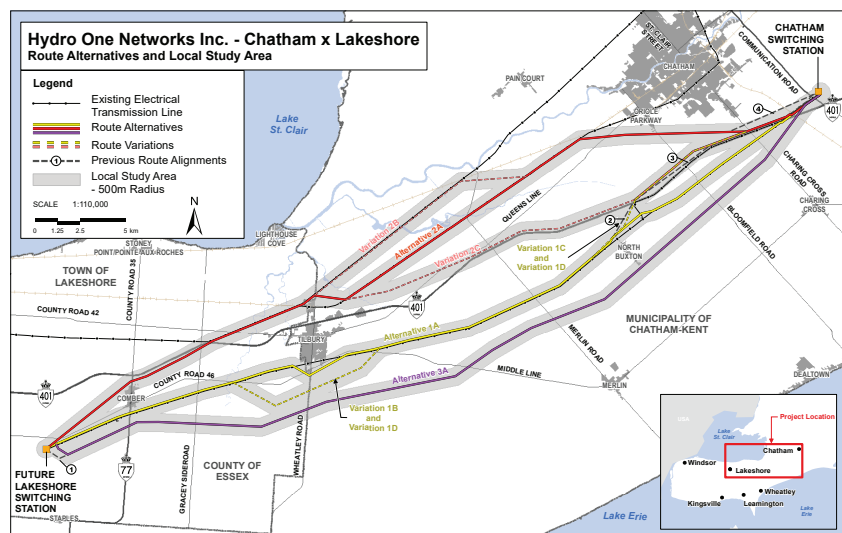 Hydro One Networks Inc. - Chatham x Lakeshore
Route Alternatives and Local Study Area
Legend
Existing Electrical
Transmission Line
Route Alternatives
Route Variations
1
Previous Route Alignments
Local Study Area
- 500m Radius
SCALE 1:110,000
0 1.25 2.5 5 km
N
CHATHAM
SWITCHING
STATION
COMMUNICATION ROAD
ST. CLAIR
STREET
CHATHAM
PAIN COURT
ORIOLE
PARKWAY
4
401
Lake
St. Clair
3
CHARING CROSS
ROAD
CHARING
CROSS
QUEENS LINE
BLOOMFIELD ROAD
LIGHTHOUSE
COVE
Variation 2B
Alternative 2A
Variation 2C
2
Variation 1C
and
Variation 1D
NORTH
BUXTON
STONEY
POINT/POINTE-AUX-ROCHES
TOWN OF
LAKESHORE
COUNTY ROAD 35
COUNTY ROAD 42
401
MUNICIPALITY OF
CHATHAM-KENT
TILBURY
Alternative 1A
MERLIN ROAD
MIDDLE LINE
DEALTOWN
MERLIN
COUNTY ROAD 46
Alternative 3A
401
COMBER
Variation 1B
and
Variation 1D
WHEATLEY ROAD
1
77
GRACEY SIDEROAD
COUNTY OF
ESSEX
FUTURE
LAKESHORE
SWITCHING
STATION
STAPLES
Lake Erie
USA
Project Location
Lake
St. Clair
Chatham
Windsor
Lakeshore
Wheatley
Kingsville
Leamington
Lake
Erie